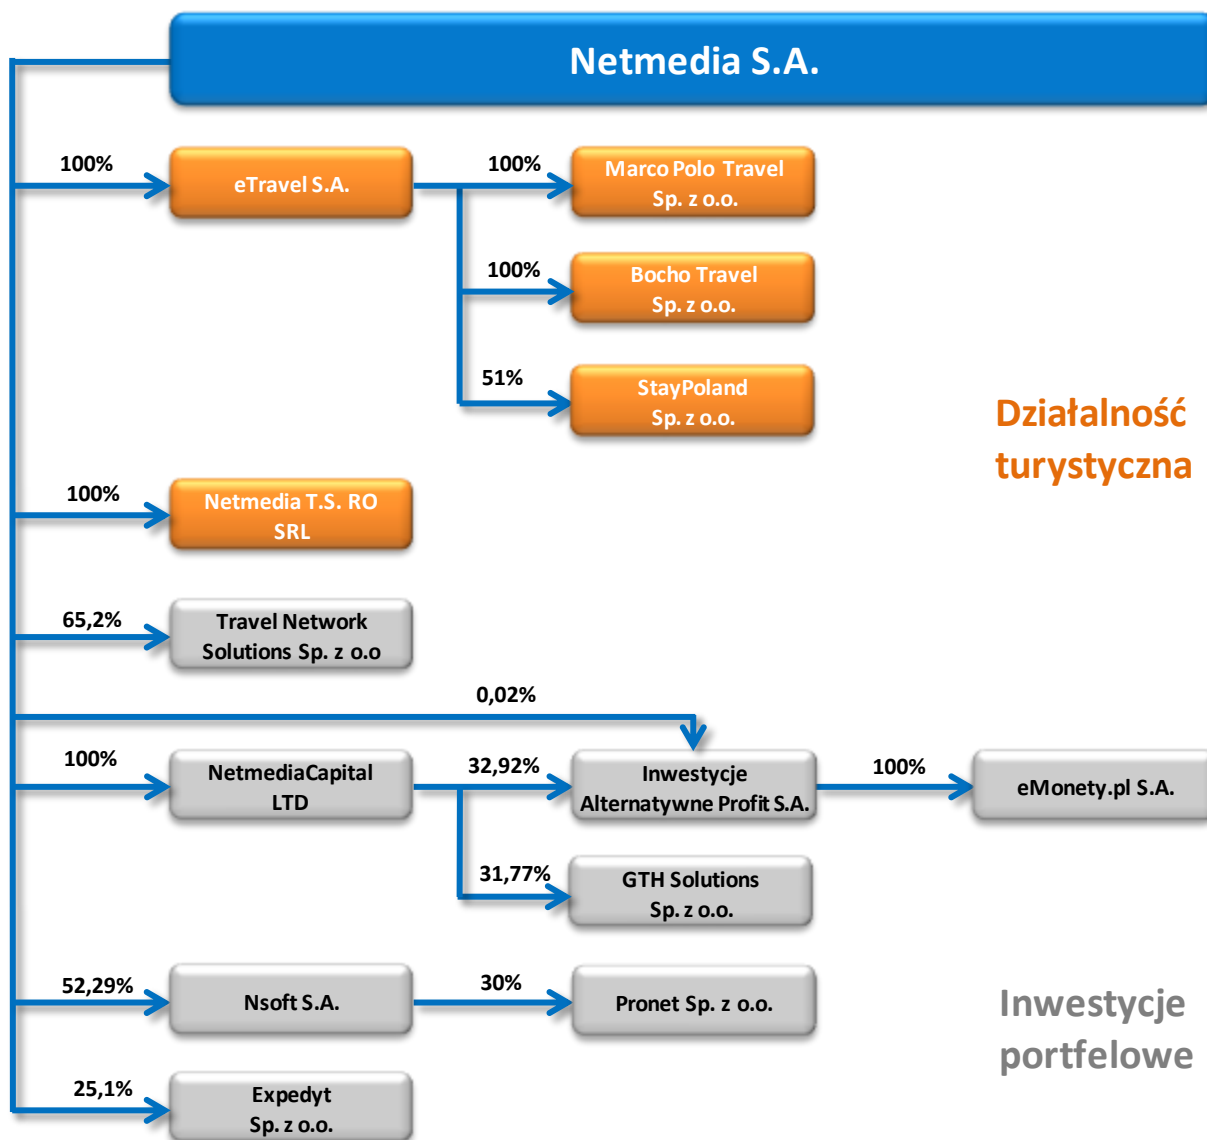 Netmedia S.A.
100%
eTravel S.A.
100%
Marco Polo Travel
Sp. z o.o.
100%
Bocho Travel
Sp. z o.o.
51%
StayPoland
Sp. z o.o.
Działalność
turystyczna
100%
Netmedia T.S. RO
SRL
65,2%
Travel Network
Solutions Sp. z o.o
0,02%
100%
NetmediaCapital
LTD
32,92%
Inwestycje
Alternatywne Profit S.A.
100%
eMonety.pl S.A.
31,77%
GTH Solutions
Sp. z o.o.
52,29%
Nsoft S.A.
30%
Pronet Sp. z o.o.
Inwestycje
portfelowe
25,1%
Expedyt
Sp. z o.o.